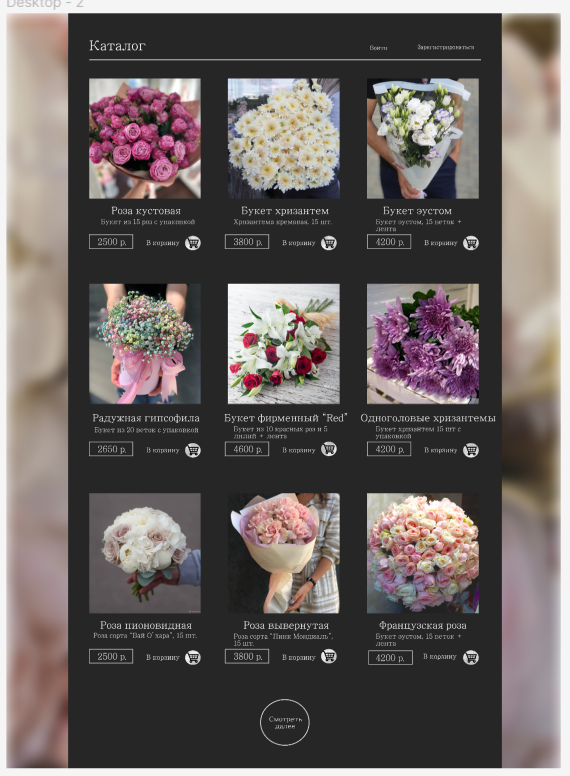 Desktop - 2
Каталог
Войти
Зарегистрироваться
Роза кустовая
Букет из 15 роз с упаковкой
2500 р.
В корзину
Букет хризантем
Хризантема кремовая, 15 шт.
3800 р.
В корзину
Букет эустом
Букет эустом, 15 веток +
лента
4200 р.
В корзину
Радужная гипсофила
Букет из 20 веток с упаковкой
2650 р.
В корзину
Букет фирменный "Red"
Букет из 10 красных роз и 5
лилий + лента
4600 р.
В корзину
Одноголовые хризантемы
Букет хризантем 15 шт с
упаковкой
4200 р.
В корзину
Роза пионовидная
Роза сорта "Вай О'хара", 15 шт.
2500 р.
В корзину
Роза вывернутая
Роза сорта "Пинк Мондиаль",
15 шт.
3800 р.
В корзину
Французская роза
Букет эустом, 15 веток +
лента
4200 р.
В корзину
Смотреть
далее